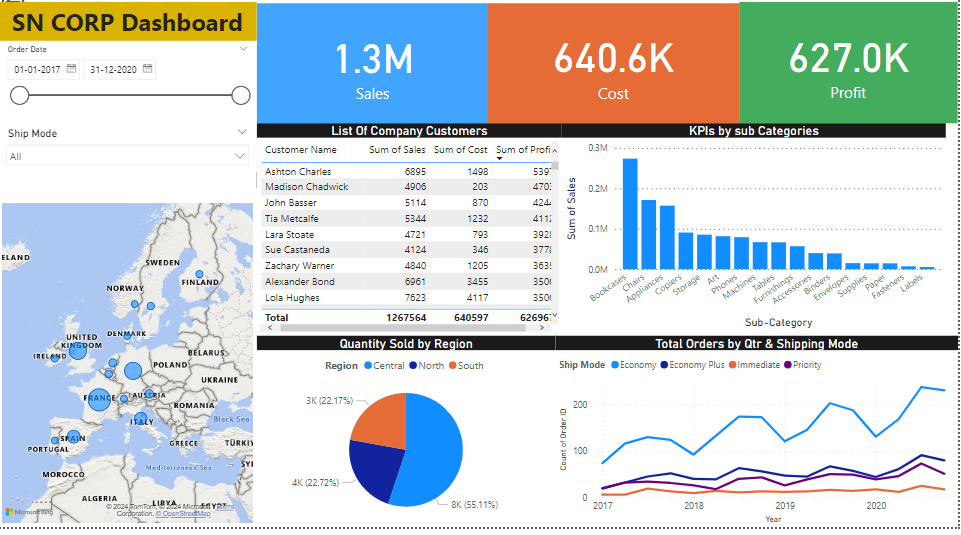 SN CORP Dashboard
Order Date
01-01-2017 31-12-2020
Ship Mode
All
1.3M
Sales
640.6K
Cost
627.0K
Profit
List Of Company Customers
Customer Name Sum of Sales Sum of Cost Sum of Profi
Ashton Charles 6895 1498 539
Madison Chadwick 4906 203 470
John Basser 5114 870 424
Tia Metcalfe 5344 1232 411
Lara Stoate 4721 793 392
Sue Castaneda 4124 346 377
Zachary Warner 4840 1205 363
Alexander Bond 6961 3455 350
Lola Hughes 7623 4117 350
Total 1267564 640597 62696
KPIs by sub Categories
Sum of Sales
0.3M
0.2M
0.1M
0.0M
Bookcases
Chairs
Appliances
Copiers
Storage
Art
Phones
Machines
Tables
Furnishings
Accessories
Binders
Envelopes
Supplies
Paper
Fasteners
Labels
Sub-Category
ELAND
SWEDEN
FINLAND
NORWAY
DENMARK
UNITED
KINGDOM
IRELAND
BELARUS
POLAND
UKRAINE
FRANCE
AUSTRIA
ROMANIA
ITALY
Black Sea
SPAIN
PORTUGAL
GREECE
TÜRKİY
Mediterranean Sea
SY
MOROCCO
ALGERIA
LIBYA
EGYPT
Microsoft Bing
© 2024 TomTom, © 2024 Microsoft Terms
Corporation, © OpenStreetMap
Quantity Sold by Region
Region Central North South
3K (22.17%)
4K (22.72%)
8K (55.11%)
Total Orders by Qtr & Shipping Mode
Ship Mode Economy Economy Plus Immediate Priority
Count of Order ID
200
100
0
2017 2018 2019 2020
Year